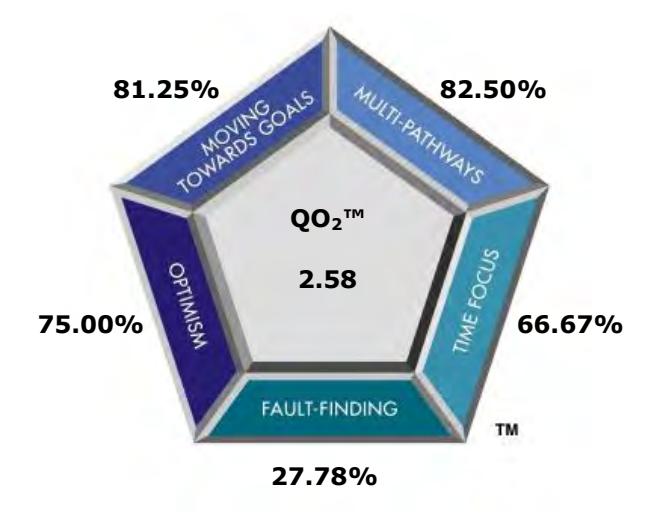 81.25%
82.50%
MOVING
TOWARDS GOALS
MULTI-PATHWAYS
QO₂™
2.58
OPTIMISM
TIME FOCUS
75.00%
66.67%
FAULT-FINDING
TM
27.78%